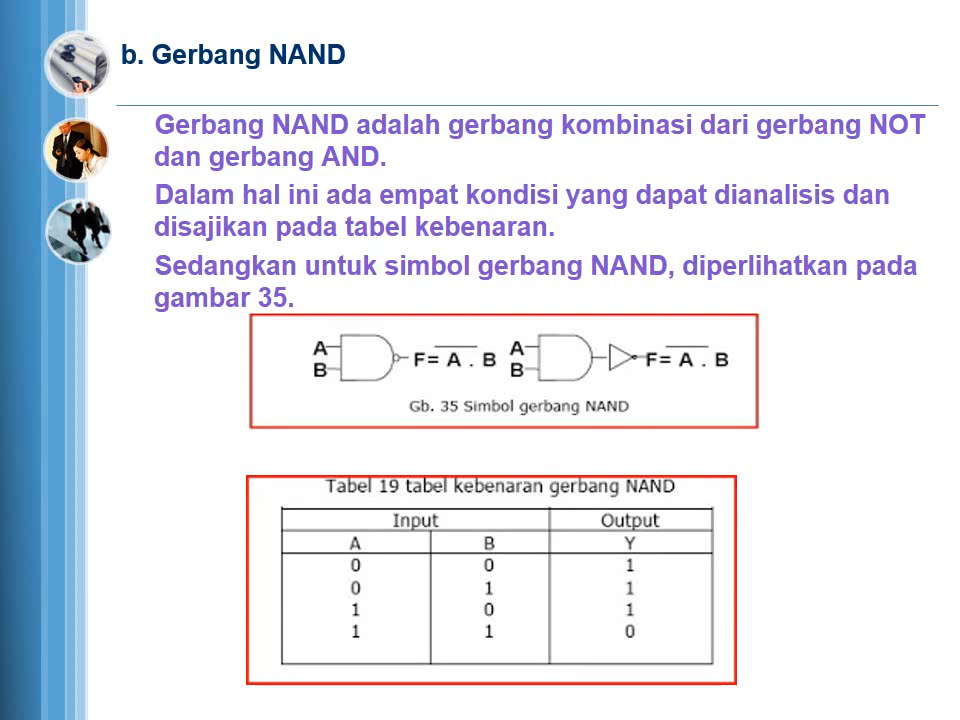 b. Gerbang NAND
Gerbang NAND adalah gerbang kombinasi dari gerbang NOT
dan gerbang AND.
Dalam hal ini ada empat kondisi yang dapat dianalisis dan
disajikan pada tabel kebenaran.
Sedangkan untuk simbol gerbang NAND, diperlihatkan pada
gambar 35.
A
B
F= A . B
A
B
F= A . B
Gb. 35 Simbol gerbang NAND
Tabel 19 tabel kebenaran gerbang NAND
Input Output
A B Y
0 0 1
0 1 1
1 0 1
1 1 0